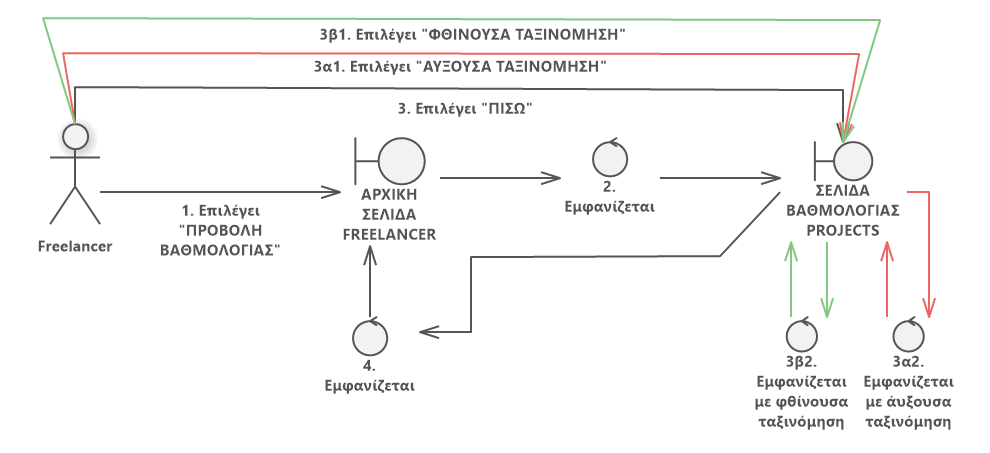 3β1. Επιλέγει "ΦΘΙΝΟΥΣΑ ΤΑΞΙΝΟΜΗΣΗ"
3α1. Επιλέγει "ΑΥΞΟΥΣΑ ΤΑΞΙΝΟΜΗΣΗ"
3. Επιλέγει "ΠΙΣΩ"
Freelancer
1. Επιλέγει
"ΠΡΟΒΟΛΗ
ΒΑΘΜΟΛΟΓΙΑΣ"
ΑΡΧΙΚΗ
ΣΕΛΙΔΑ
FREELANCER
2.
Εμφανίζεται
ΣΕΛΙΔΑ
ΒΑΘΜΟΛΟΓΙΑΣ
PROJECTS
4.
Εμφανίζεται
3β2.
Εμφανίζεται
με φθίνουσα
ταξινόμηση
3α2.
Εμφανίζεται
με άυξουσα
ταξινόμηση